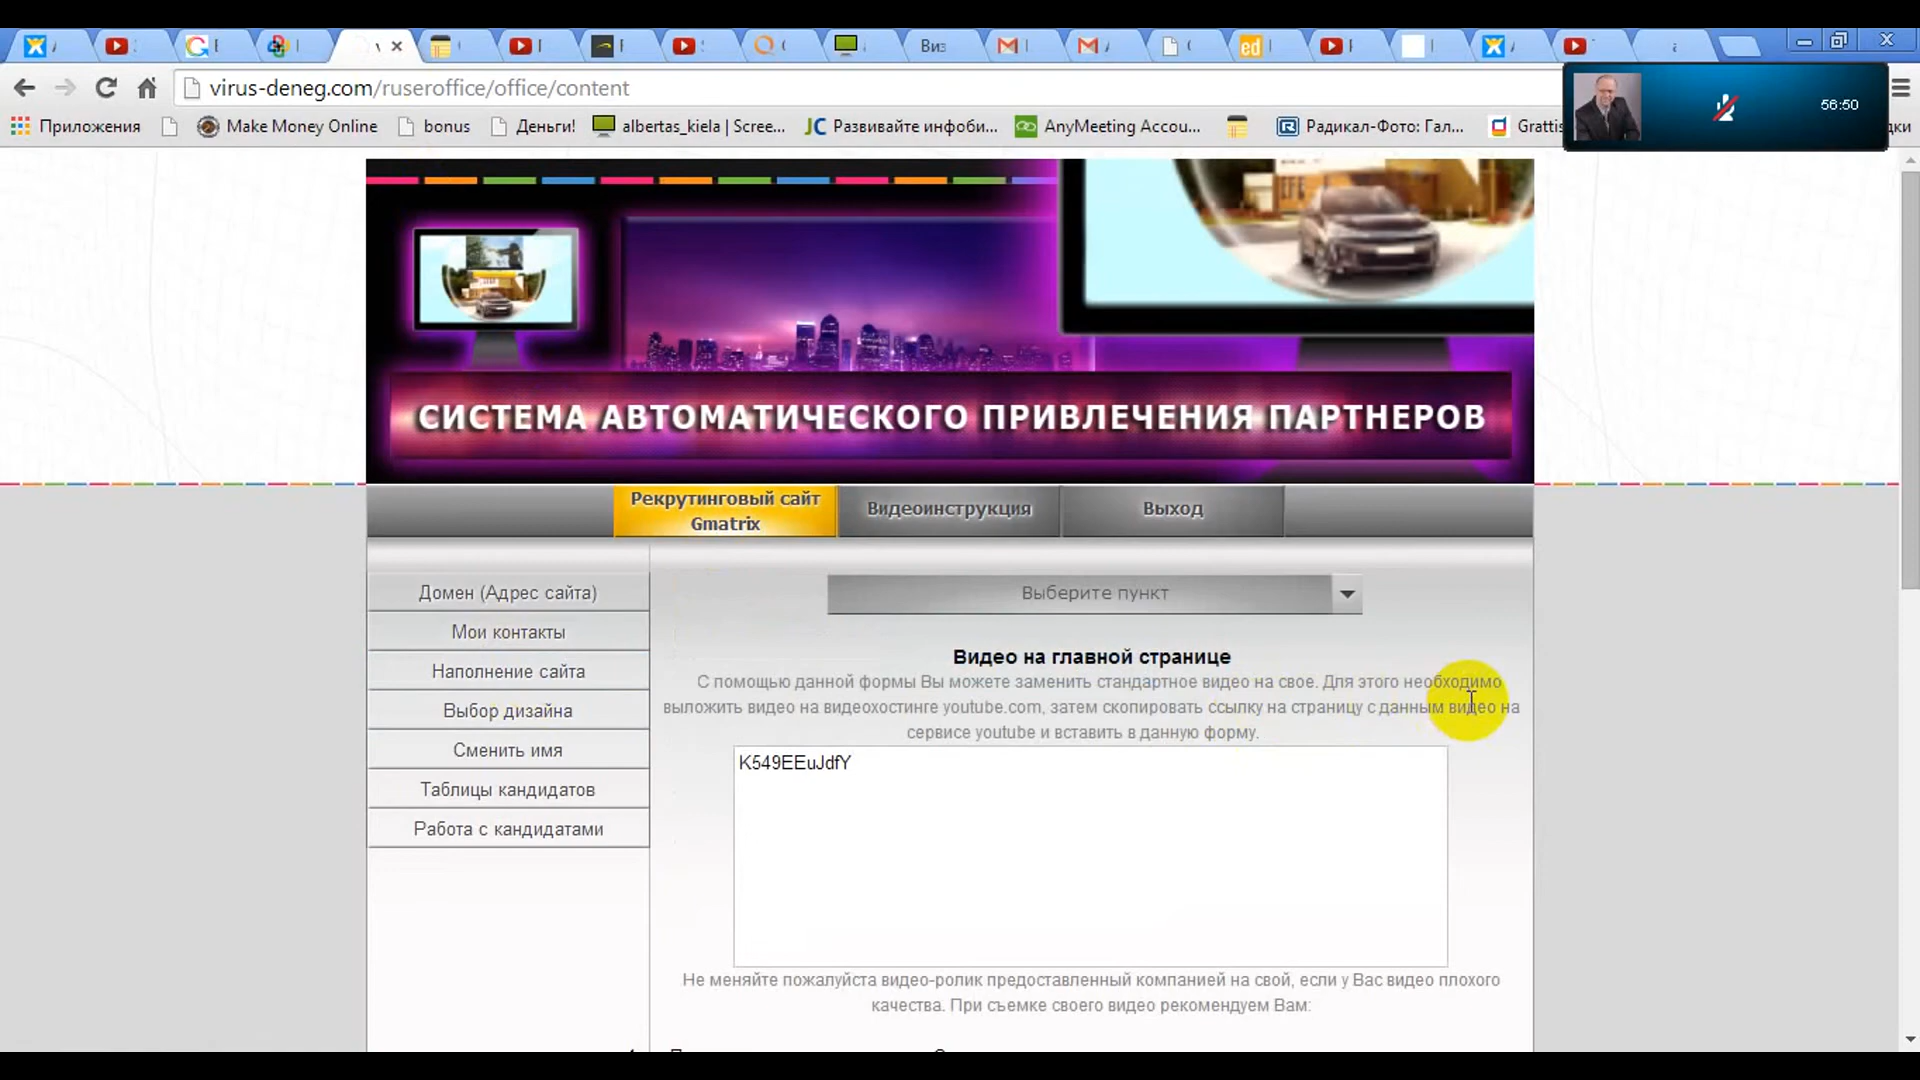 virus-deneg.com/ruseroffice/office/content
56:50
Приложения
Make Money Online
bonus
Деньги!
albertas_kiela | Scree...
Развивайте инфоби...
AnyMeeting Accou...
Радикал-Фото: Гал...
СИСТЕМА АВТОМАТИЧЕСКОГО ПРИВЛЕЧЕНИЯ ПАРТНЕРОВ
Рекрутинговый сайт
Gmatrix
Видеоинструкция
Выход
Домен (Адрес сайта)
Мои контакты
Наполнение сайта
Выбор дизайна
Сменить имя
Таблицы кандидатов
Работа с кандидатами
Выберите пункт
Видео на главной странице
С помощью данной формы Вы можете заменить стандартное видео на свое. Для этого необходимо
выложить видео на видеохостинге youtube.com, затем скопировать ссылку на страницу с данным видео на
сервисе youtube и вставить в данную форму.
K549EEuJdfY
Не меняйте пожалуйста видео-ролик предоставленный компанией на свой, если у Вас видео плохого
качества. При съемке своего видео рекомендуем Вам: